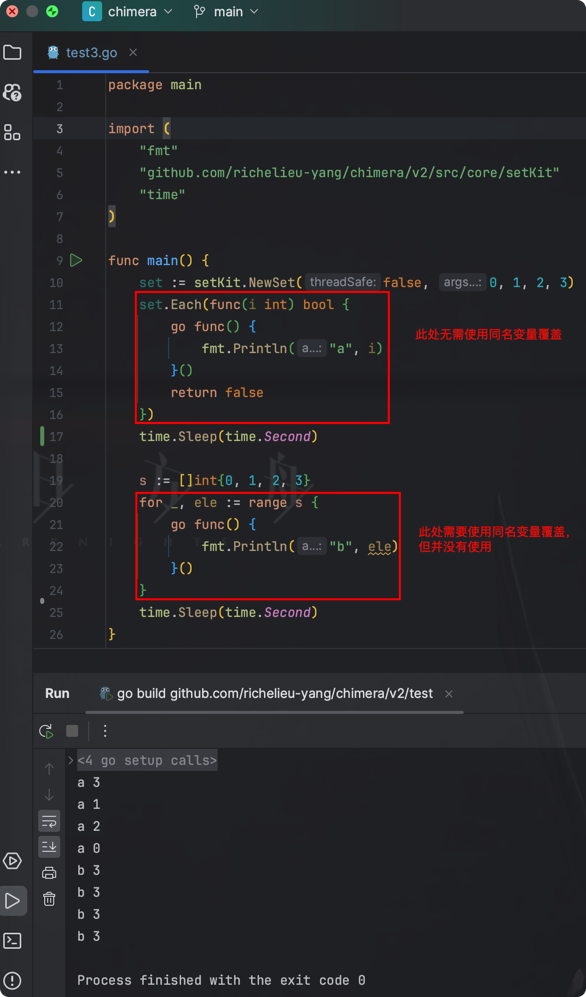 C chimera main
test3.go
1 package main
2
3 import (
4 "fmt"
5 "github.com/richelieu-yang/chimera/v2/src/core/setKit"
6 "time"
7 )
8
9 func main() {
10 set := setKit.NewSet( threadSafe: false, args...: 0, 1, 2, 3)
11 set.Each(func(i int) bool {
12 go func() {
此处无需使用同名变量覆盖
13 fmt.Println( a...: "a", i)
14 }()
15 return false
16 })
17 time.Sleep(time.Second)
18
19 s := []int{0, 1, 2, 3}
20 for _, ele := range s {
21 go func() {
此处需要使用同名变量覆盖,
22 fmt.Println( a...: "b", ele)
但并没有使用
23 }()
24 }
25 time.Sleep(time.Second)
26 }
Run go build github.com/richelieu-yang/chimera/v2/test
<4 go setup calls>
a 3
a 1
a 2
a 0
b 3
b 3
b 3
b 3
Process finished with the exit code 0